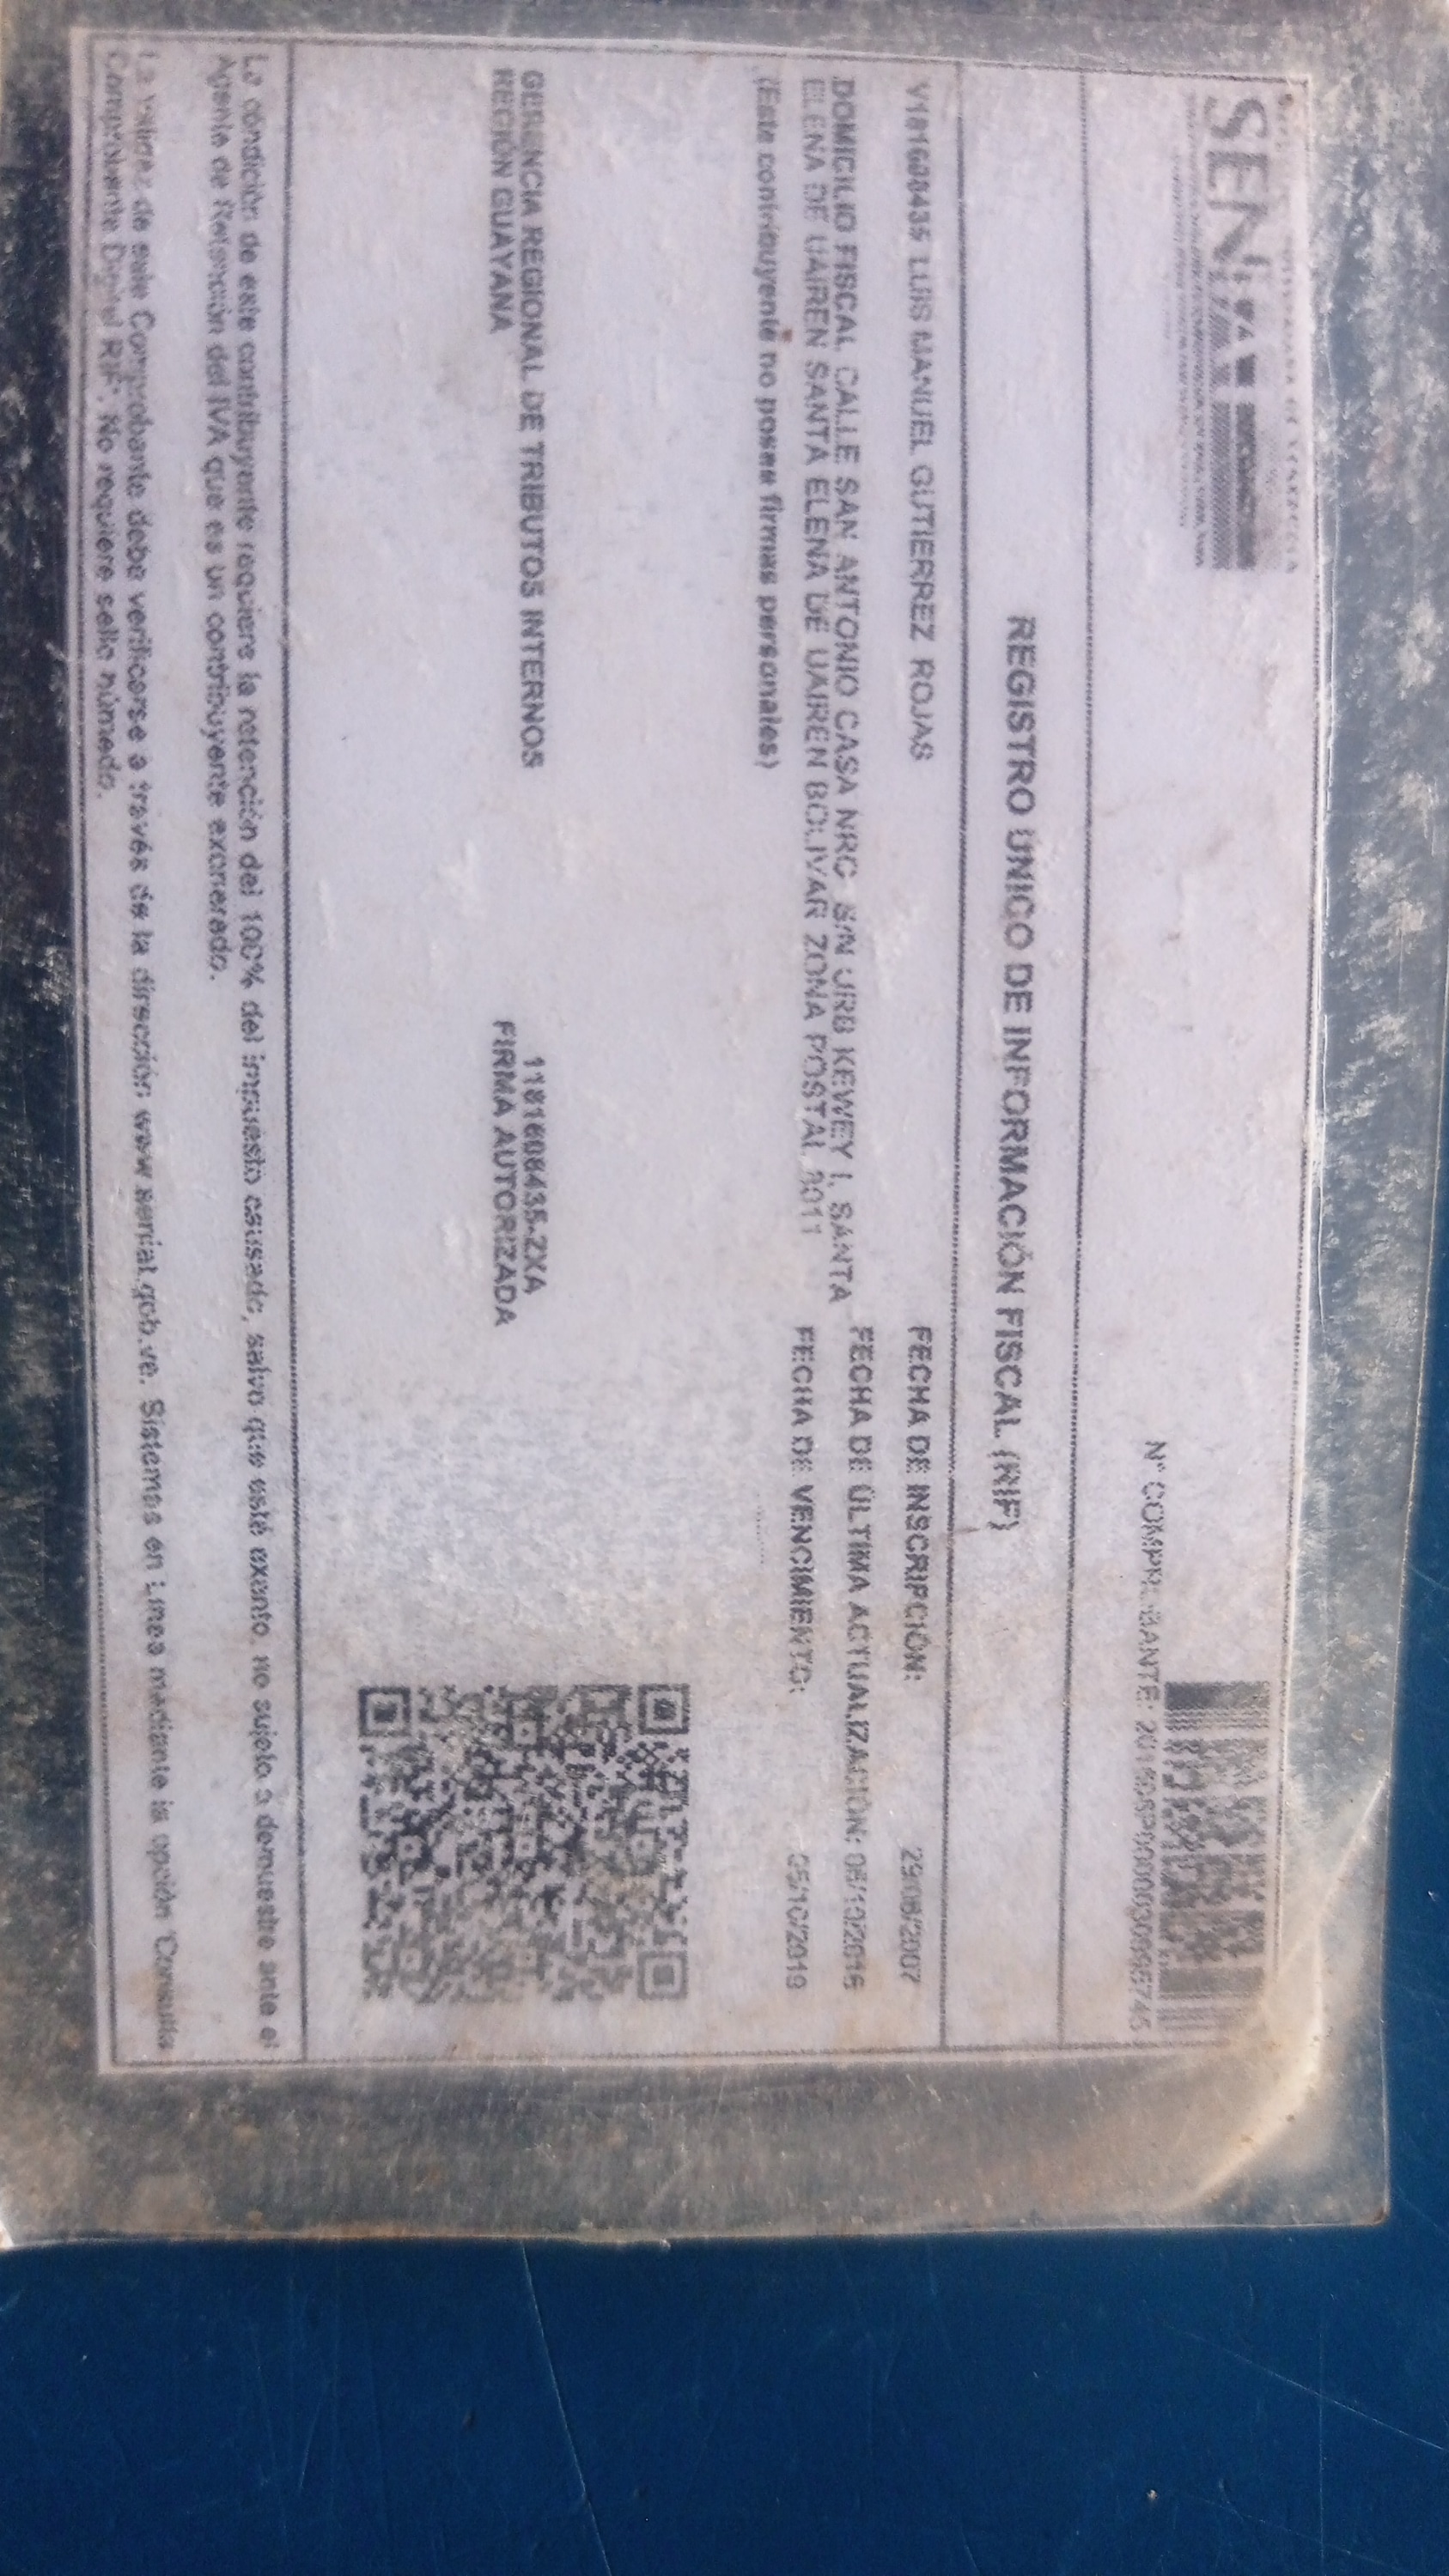 SENIAT
Nº COMPROBANTE:
REGISTRO ÚNICO DE INFORMACIÓN FISCAL (RIF)
V181608435 LUIS MANUEL GUTIERREZ ROJAS
FECHA DE INSCRIPCIÓN: 29/08/2007
DOMICILIO FISCAL CALLE SAN ANTONIO CASA NRO S/N URB KEWEY I, SANTA
FECHA DE ÚLTIMA ACTUALIZACIÓN: 05/10/2016
ELENA DE UAIREN SANTA ELENA DE UAIREN BOLIVAR ZONA POSTAL 8011
FECHA DE VENCIMIENTO: 05/10/2019
(Este contribuyente no posee firmas personales)
GERENCIA REGIONAL DE TRIBUTOS INTERNOS
REGIÓN GUAYANA
1181608435-ZXA
FIRMA AUTORIZADA
La condición de este contribuyente requiere la retención del 100% del impuesto causado, salvo que esté exento, no sujeto o demuestre ante el
Agente de Retención del IVA que es un contribuyente exonerado.
La validez de este Comprobante debe verificarse a través de la dirección www.seniat.gob.ve. Sistemas en Línea mediante la opción "Consulta
Comprobante Digital RIF". No requiere sello húmedo.